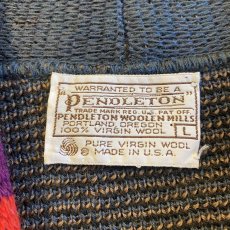 WARRANTED TO BE A
"PENDLETON"
TRADE MARK REG. U.S. PAT. OFF.
PENDLETON WOOLEN MILLS
PORTLAND, OREGON
100% VIRGIN WOOL L
PURE VIRGIN WOOL
MADE IN U.S.A.